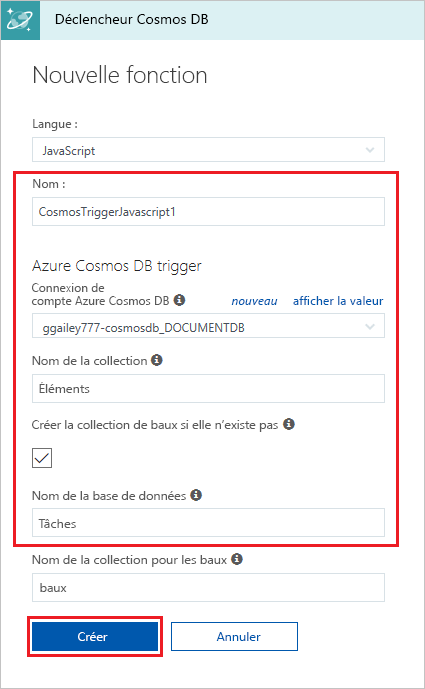 Déclencheur Cosmos DB
Nouvelle fonction
Langue :
JavaScript
Nom :
CosmosTriggerJavascript1
Azure Cosmos DB trigger
Connexion de
compte Azure Cosmos DB nouveau afficher la valeur
ggailey777-cosmosdb_DOCUMENTDB
Nom de la collection
Éléments
Créer la collection de baux si elle n'existe pas
Nom de la base de données
Tâches
Nom de la collection pour les baux
baux
Créer Annuler